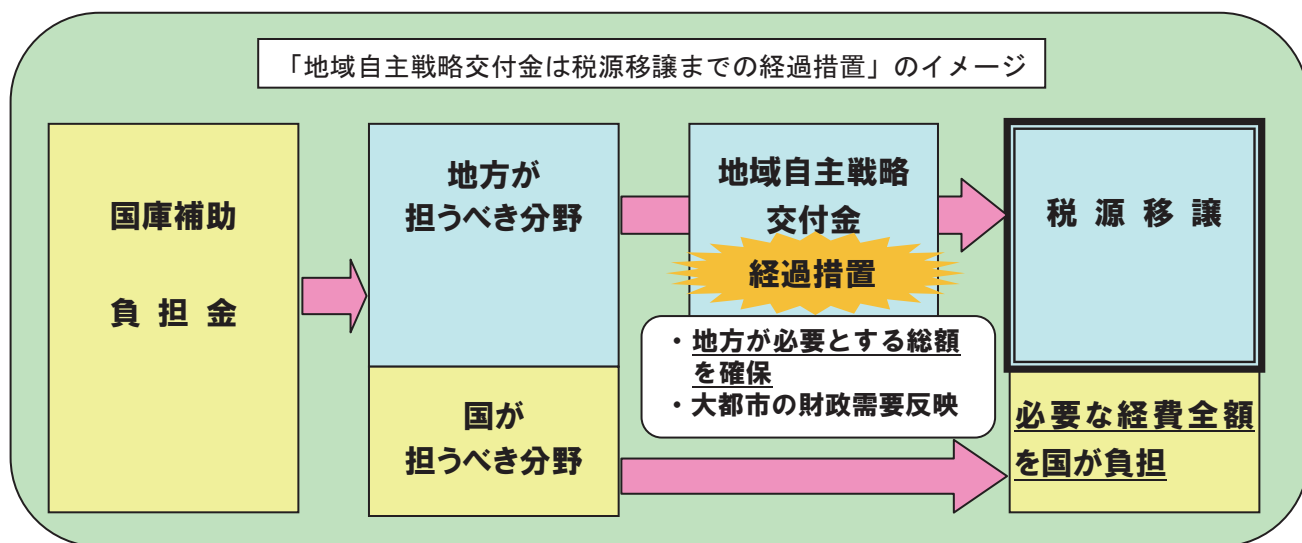 「地域自主戦略交付金は税源移譲までの経過措置」のイメージ
国庫補助
負担金
地方が
担うべき分野
国が
担うべき分野
地域自主戦略
交付金
経過措置
・地方が必要とする総額
を確保
・大都市の財政需要反映
税源移譲
必要な経費全額
を国が負担